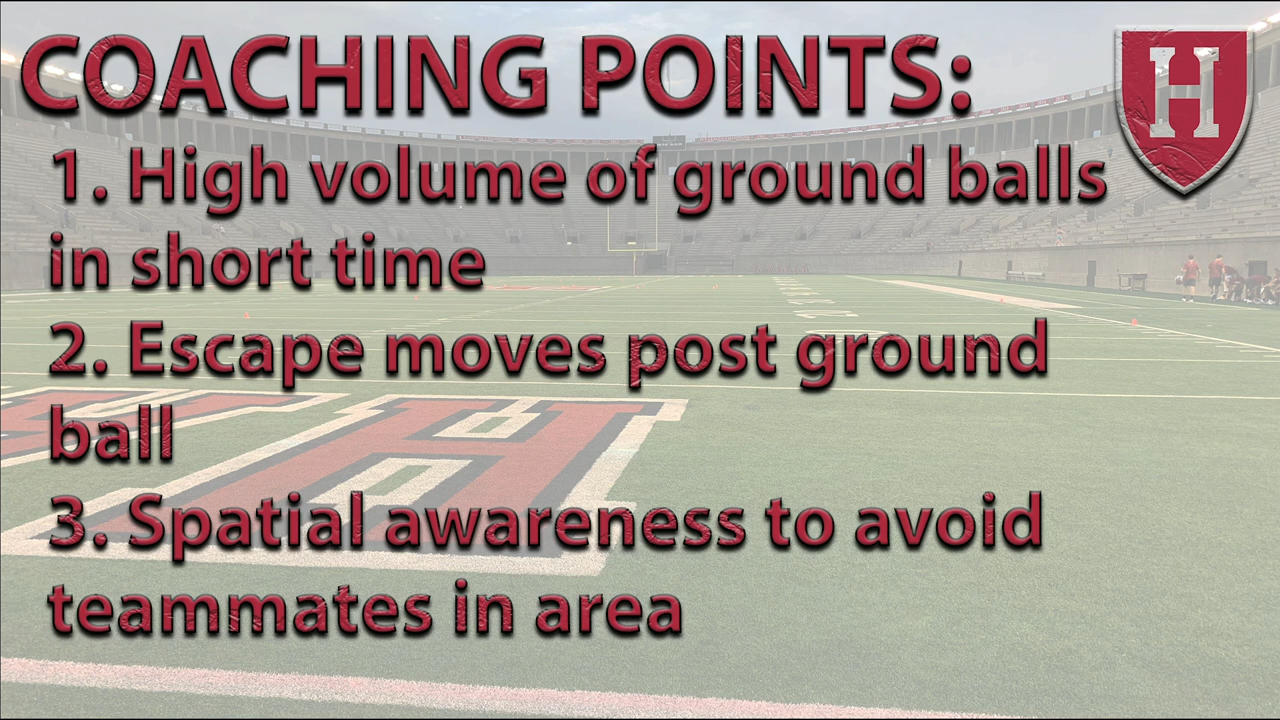 COACHING POINTS:
H
1. High volume of ground balls
in short time
2. Escape moves post ground
ball
H
3. Spatial awareness to avoid
teammates in area